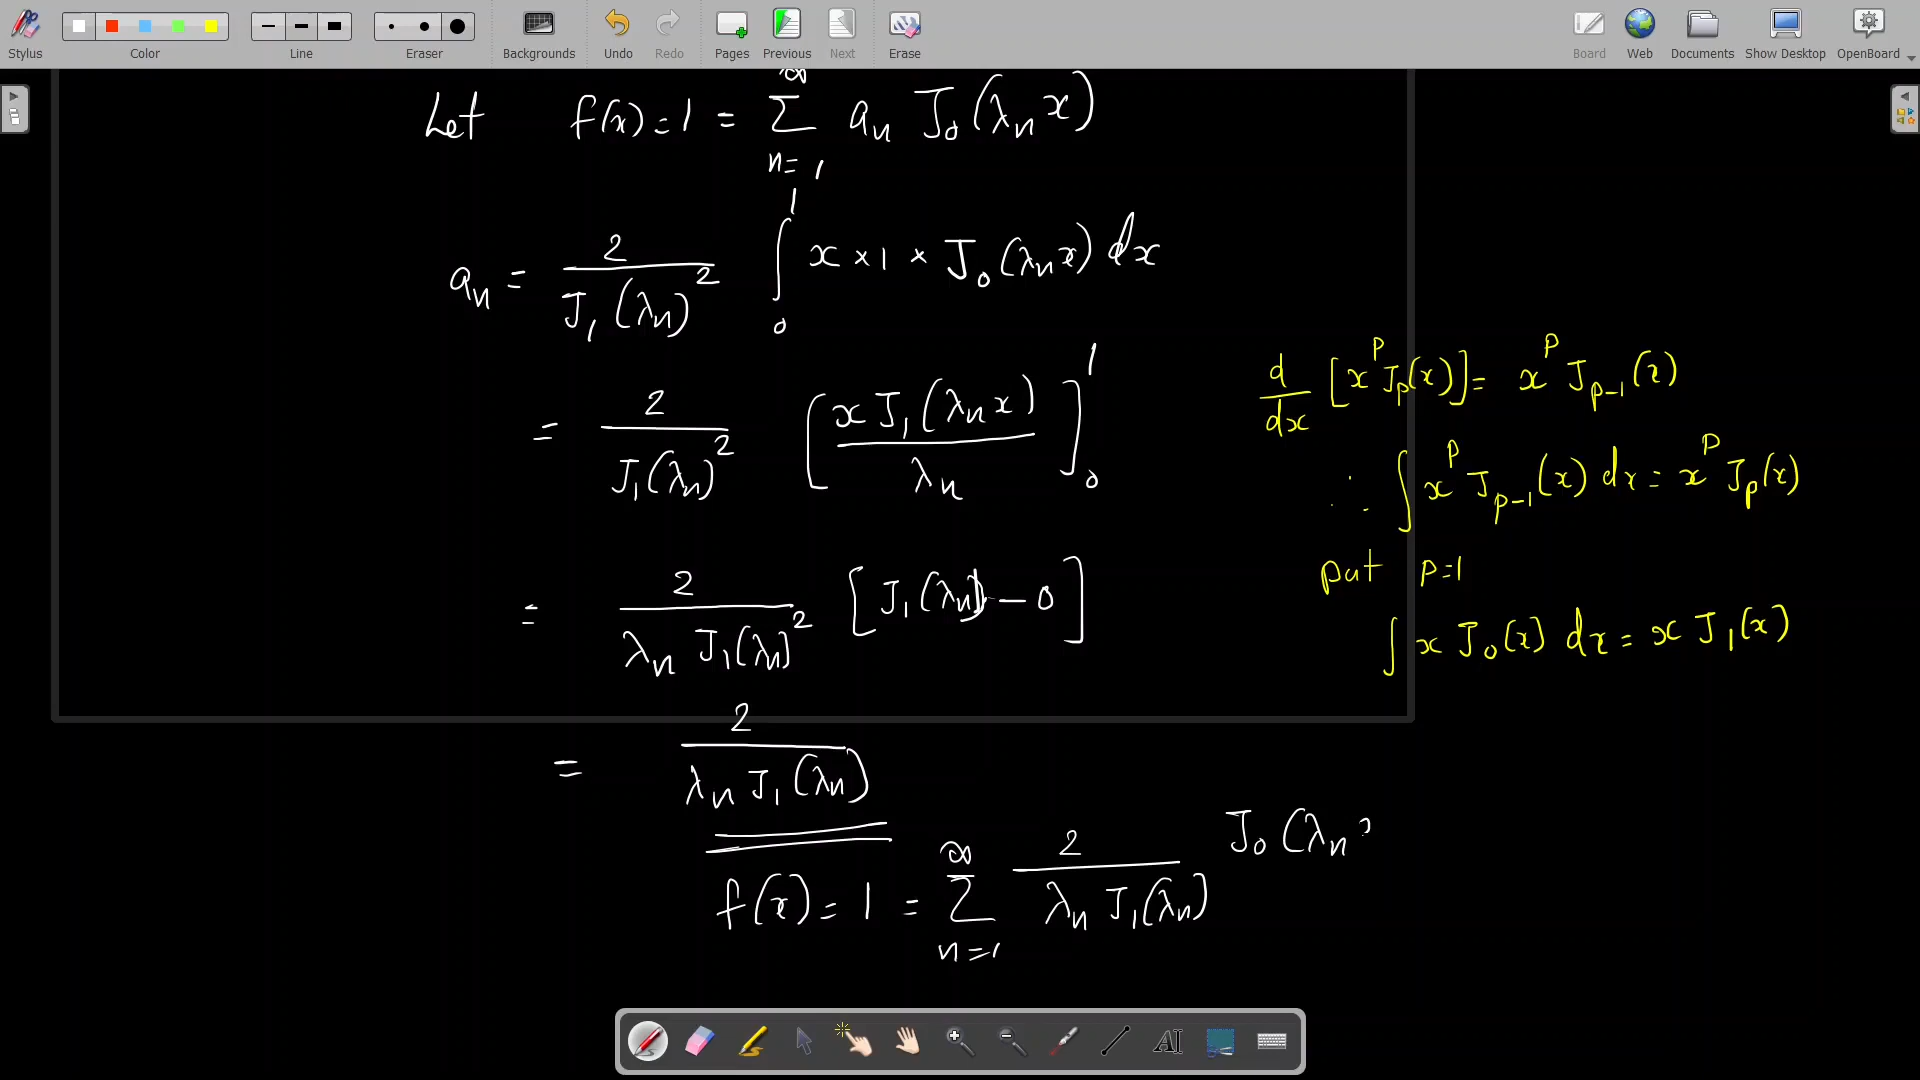 Stylus Color Line Eraser Backgrounds Undo Redo Pages Previous Next Erase Board Web Documents Show Desktop OpenBoard
Let f(x) = 1 = ∑_{n=1}^{∞} a_n J_0(λ_n x)
a_n = 2 / J_1(λ_n)^2 ∫_0^1 x × 1 × J_0(λ_n x) dx
= 2 / J_1(λ_n)^2 [x J_1(λ_n x) / λ_n]_0^1
= 2 / (λ_n J_1(λ_n)^2) [J_1(λ_n) − 0]
= 2 / (λ_n J_1(λ_n))
f(x) = 1 = ∑_{n=1}^{∞} 2 / (λ_n J_1(λ_n)) J_0(λ_n
d/dx [x^p J_p(x)] = x^p J_{p-1}(x)
∴ ∫ x^p J_{p-1}(x) dx = x^p J_p(x)
put p=1
∫ x J_0(x) dx = x J_1(x)
AI